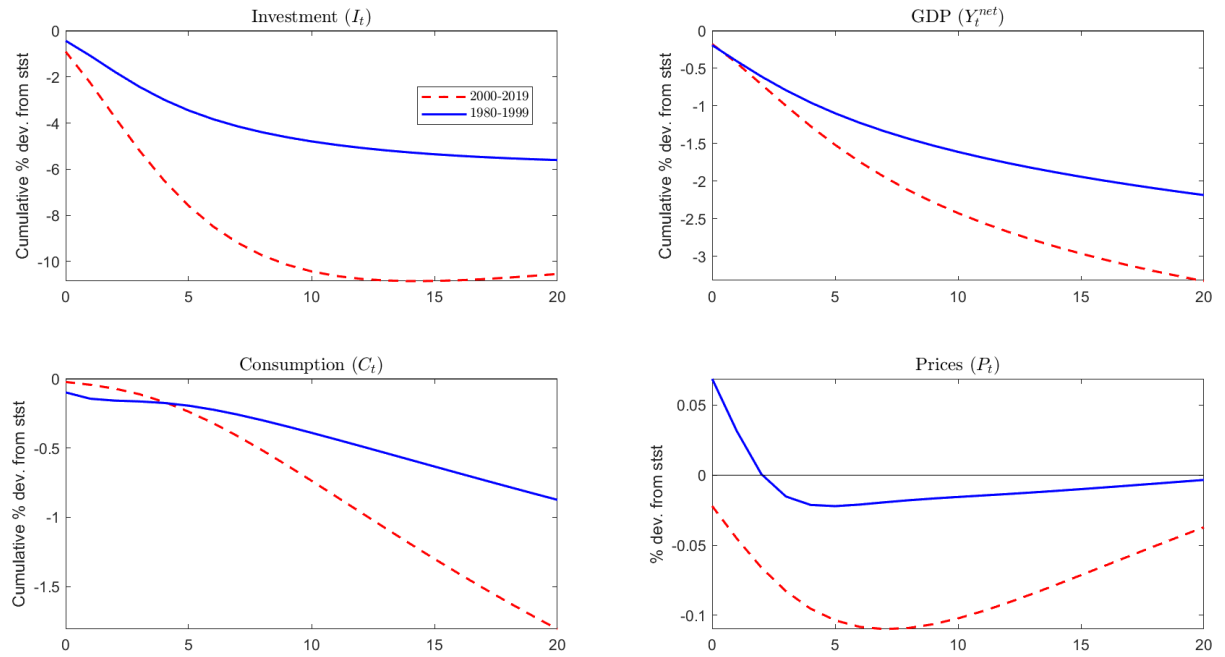 Investment (I_t)
Cumulative % dev. from stst
0
-2
-4
-6
-8
-10
0 5 10 15 20
2000-2019
1980-1999
GDP (Y_t^{net})
Cumulative % dev. from stst
0
-0.5
-1
-1.5
-2
-2.5
-3
0 5 10 15 20
Consumption (C_t)
Cumulative % dev. from stst
0
-0.5
-1
-1.5
0 5 10 15 20
Prices (P_t)
% dev. from stst
0.05
0
-0.05
-0.1
0 5 10 15 20